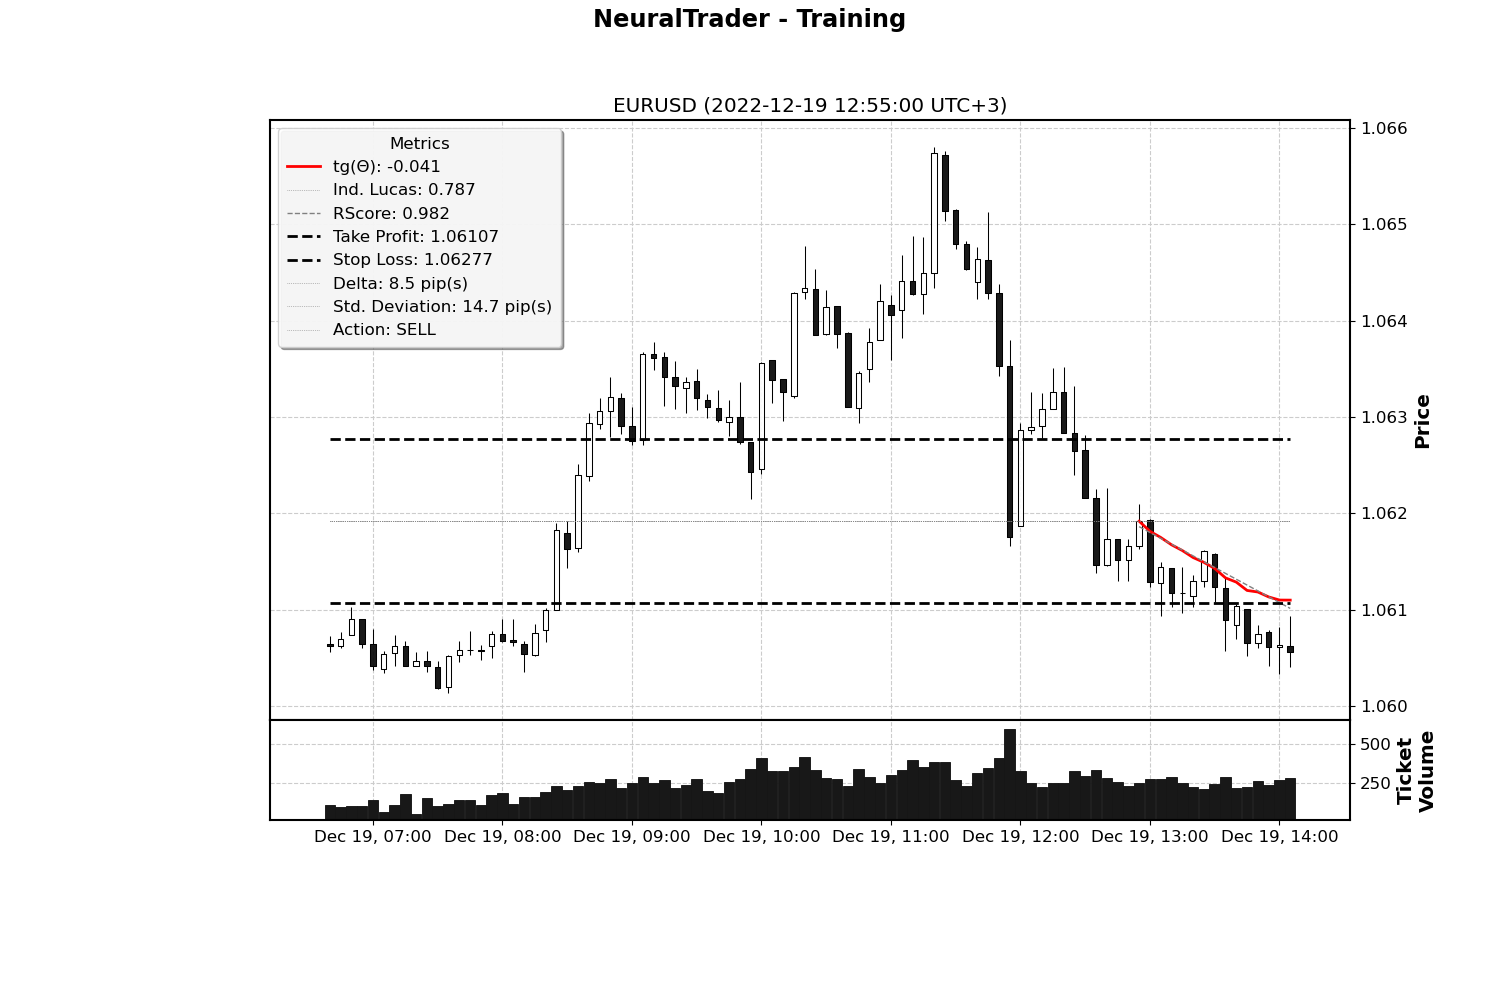 NeuralTrader - Training
EURUSD (2022-12-19 12:55:00 UTC+3)
Metrics
tg(Θ): -0.041
Ind. Lucas: 0.787
RScore: 0.982
Take Profit: 1.06107
Stop Loss: 1.06277
Delta: 8.5 pip(s)
Std. Deviation: 14.7 pip(s)
Action: SELL
1.066
1.065
1.064
1.063
1.062
1.061
1.060
Price
500
250
Ticket
Volume
Dec 19, 07:00
Dec 19, 08:00
Dec 19, 09:00
Dec 19, 10:00
Dec 19, 11:00
Dec 19, 12:00
Dec 19, 13:00
Dec 19, 14:00